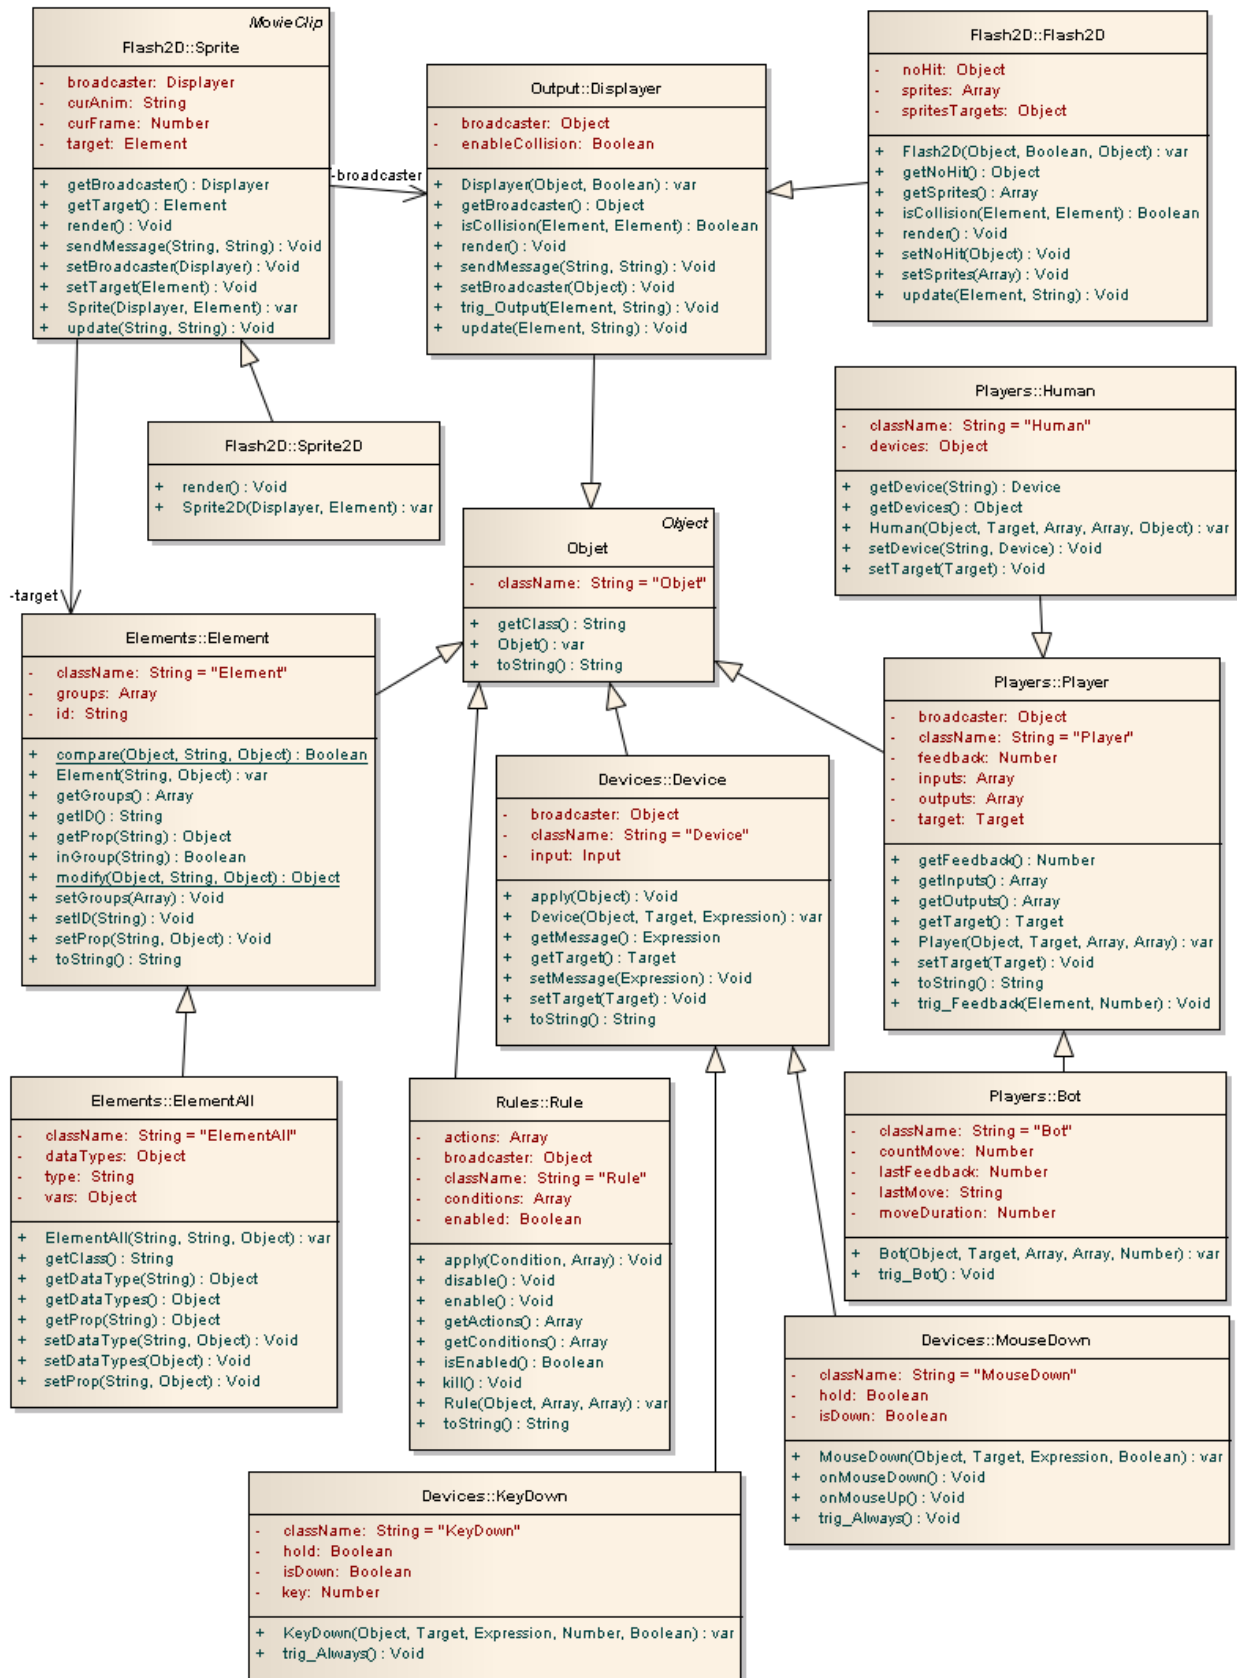 MovieClip
Flash2D::Sprite
- broadcaster: Displayer
- curAnim: String
- curFrame: Number
- target: Element
+ getBroadcaster() : Displayer
+ getTarget() : Element
+ render() : Void
+ sendMessage(String, String) : Void
+ setBroadcaster(Displayer) : Void
+ setTarget(Element) : Void
+ Sprite(Displayer, Element) : var
+ update(String, String) : Void
-broadcaster
Output::Displayer
- broadcaster: Object
- enableCollision: Boolean
+ Displayer(Object, Boolean) : var
+ getBroadcaster() : Object
+ isCollision(Element, Element) : Boolean
+ render() : Void
+ sendMessage(String, String) : Void
+ setBroadcaster(Object) : Void
+ trig_Output(Element, String) : Void
+ update(Element, String) : Void
Flash2D::Flash2D
- noHit: Object
- sprites: Array
- spritesTargets: Object
+ Flash2D(Object, Boolean, Object) : var
+ getNoHit() : Object
+ getSprites() : Array
+ isCollision(Element, Element) : Boolean
+ render() : Void
+ setNoHit(Object) : Void
+ setSprites(Array) : Void
+ update(Element, String) : Void
Flash2D::Sprite2D
+ render() : Void
+ Sprite2D(Displayer, Element) : var
Players::Human
- className: String = "Human"
- devices: Object
+ getDevice(String) : Device
+ getDevices() : Object
+ Human(Object, Target, Array, Array, Object) : var
+ setDevice(String, Device) : Void
+ setTarget(Target) : Void
Object
Objet
- className: String = "Objet"
+ getClass() : String
+ Objet() : var
+ toString() : String
-target
Elements::Element
- className: String = "Element"
- groups: Array
- id: String
+ compare(Object, String, Object) : Boolean
+ Element(String, Object) : var
+ getGroups() : Array
+ getID() : String
+ getProp(String) : Object
+ inGroup(String) : Boolean
+ modify(Object, String, Object) : Object
+ setGroups(Array) : Void
+ setID(String) : Void
+ setProp(String, Object) : Void
+ toString() : String
Devices::Device
- broadcaster: Object
- className: String = "Device"
- input: Input
+ apply(Object) : Void
+ Device(Object, Target, Expression) : var
+ getMessage() : Expression
+ getTarget() : Target
+ setMessage(Expression) : Void
+ setTarget(Target) : Void
+ toString() : String
Players::Player
- broadcaster: Object
- className: String = "Player"
- feedback: Number
- inputs: Array
- outputs: Array
- target: Target
+ getFeedback() : Number
+ getInputs() : Array
+ getOutputs() : Array
+ getTarget() : Target
+ Player(Object, Target, Array, Array) : var
+ setTarget(Target) : Void
+ toString() : String
+ trig_Feedback(Element, Number) : Void
Elements::ElementAll
- className: String = "ElementAll"
- dataTypes: Object
- type: String
- vars: Object
+ ElementAll(String, String, Object) : var
+ getClass() : String
+ getDataType(String) : Object
+ getDataTypes() : Object
+ getProp(String) : Object
+ setDataType(String, Object) : Void
+ setDataTypes(Object) : Void
+ setProp(String, Object) : Void
Rules::Rule
- actions: Array
- broadcaster: Object
- className: String = "Rule"
- conditions: Array
- enabled: Boolean
+ apply(Condition, Array) : Void
+ disable() : Void
+ enable() : Void
+ getActions() : Array
+ getConditions() : Array
+ isEnabled() : Boolean
+ kill() : Void
+ Rule(Object, Array, Array) : var
+ toString() : String
Players::Bot
- className: String = "Bot"
- countMove: Number
- lastFeedback: Number
- lastMove: String
- moveDuration: Number
+ Bot(Object, Target, Array, Array, Number) : var
+ trig_Bot() : Void
Devices::MouseDown
- className: String = "MouseDown"
- hold: Boolean
- isDown: Boolean
+ MouseDown(Object, Target, Expression, Boolean) : var
+ onMouseDown() : Void
+ onMouseUp() : Void
+ trig_Always() : Void
Devices::KeyDown
- className: String = "KeyDown"
- hold: Boolean
- isDown: Boolean
- key: Number
+ KeyDown(Object, Target, Expression, Number, Boolean) : var
+ trig_Always() : Void